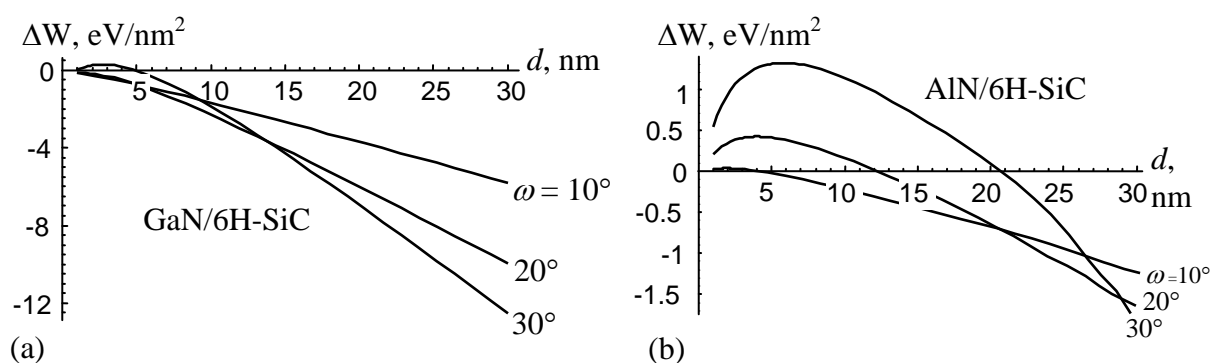 ΔW, eV/nm²
d, nm
0
5
10
15
20
25
30
-4
-8
-12
GaN/6H-SiC
ω = 10°
20°
30°
(a)
ΔW, eV/nm²
AlN/6H-SiC
1
0.5
0
d,
nm
5
10
15
20
25
30
-0.5
-1
-1.5
ω=10°
20°
30°
(b)